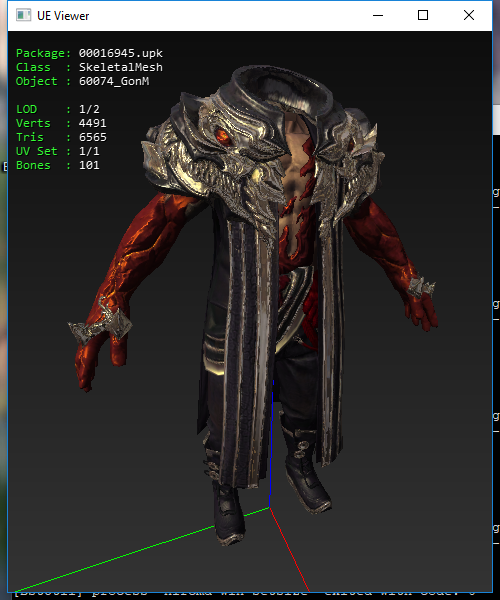 UE Viewer
Package: 00016945.upk
Class : SkeletalMesh
Object : 60074_GonM
LOD : 1/2
Verts : 4491
Tris : 6565
UV Set : 1/1
Bones : 101